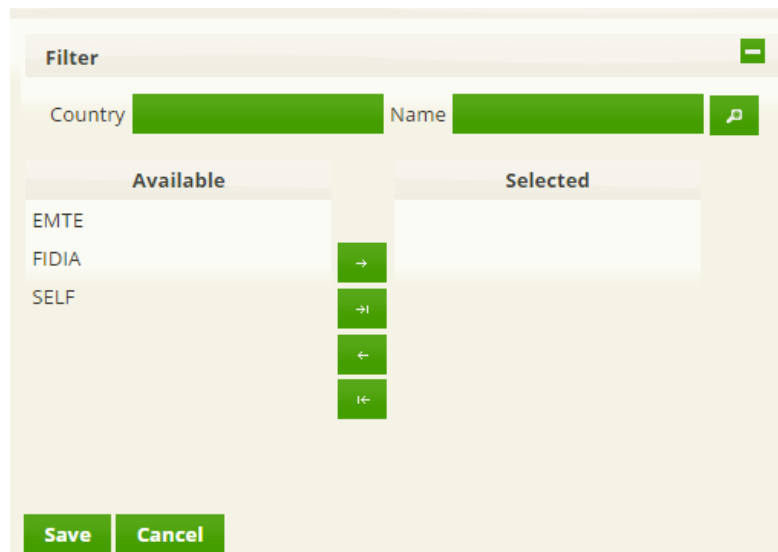 Filter
Country Name
Available Selected
EMTE
FIDIA
SELF
Save Cancel